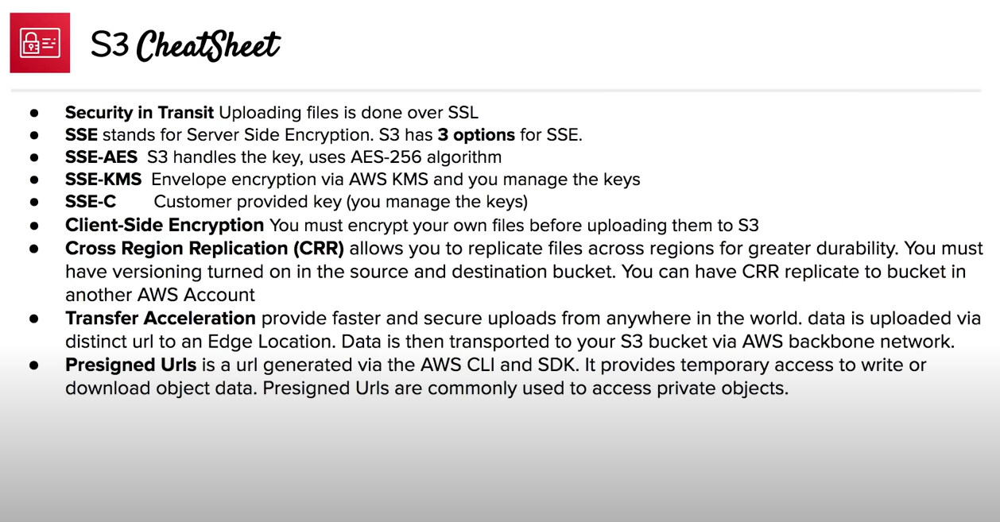 S3 CheatSheet
● Security in Transit Uploading files is done over SSL
● SSE stands for Server Side Encryption. S3 has 3 options for SSE.
● SSE-AES S3 handles the key, uses AES-256 algorithm
● SSE-KMS Envelope encryption via AWS KMS and you manage the keys
● SSE-C Customer provided key (you manage the keys)
● Client-Side Encryption You must encrypt your own files before uploading them to S3
● Cross Region Replication (CRR) allows you to replicate files across regions for greater durability. You must
have versioning turned on in the source and destination bucket. You can have CRR replicate to bucket in
another AWS Account
● Transfer Acceleration provide faster and secure uploads from anywhere in the world. data is uploaded via
distinct url to an Edge Location. Data is then transported to your S3 bucket via AWS backbone network.
● Presigned Urls is a url generated via the AWS CLI and SDK. It provides temporary access to write or
download object data. Presigned Urls are commonly used to access private objects.